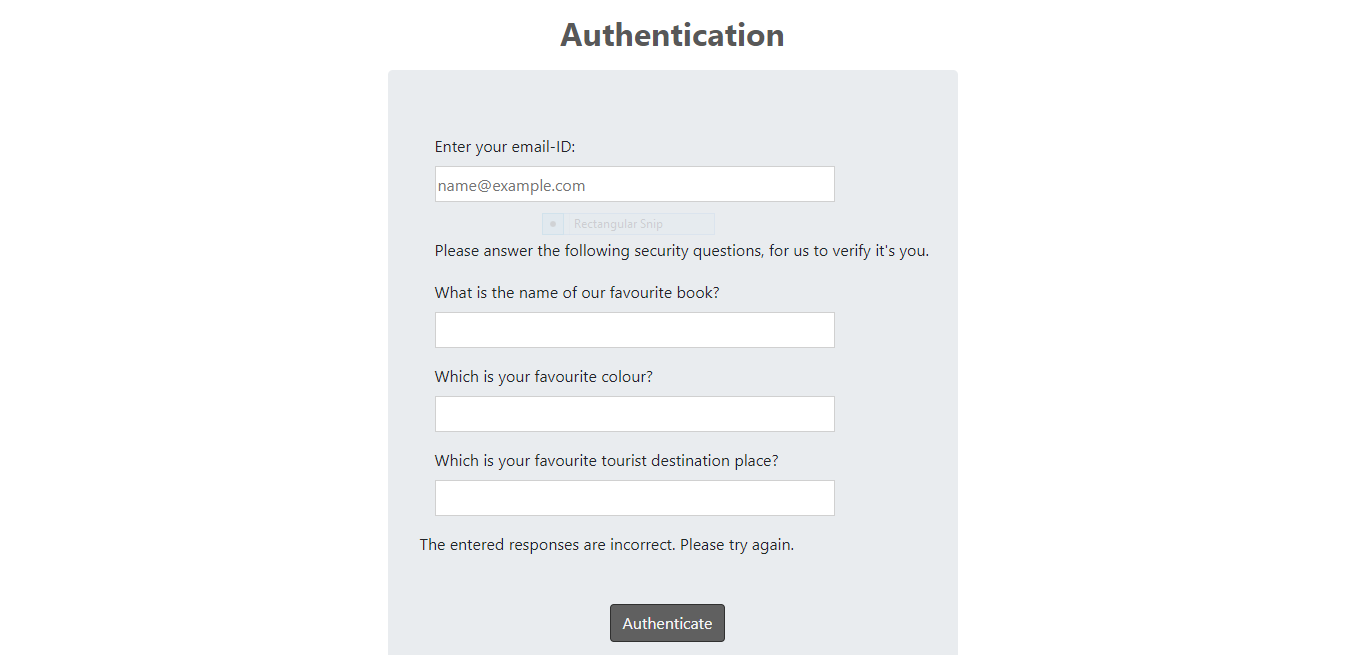 Authentication
Enter your email-ID:
name@example.com
Rectangular Snip
Please answer the following security questions, for us to verify it's you.
What is the name of our favourite book?
Which is your favourite colour?
Which is your favourite tourist destination place?
The entered responses are incorrect. Please try again.
Authenticate